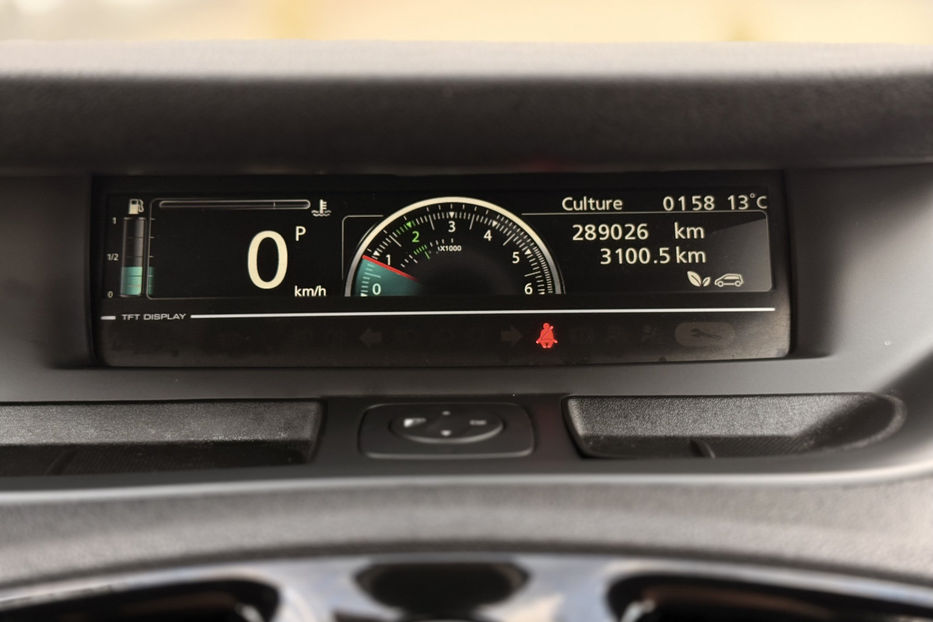 Culture 0158 13°C
1
1/2
0
0 P
km/h
0 1 2 3 4 5 6
X1000
289026 km
3100.5 km
TFT DISPLAY